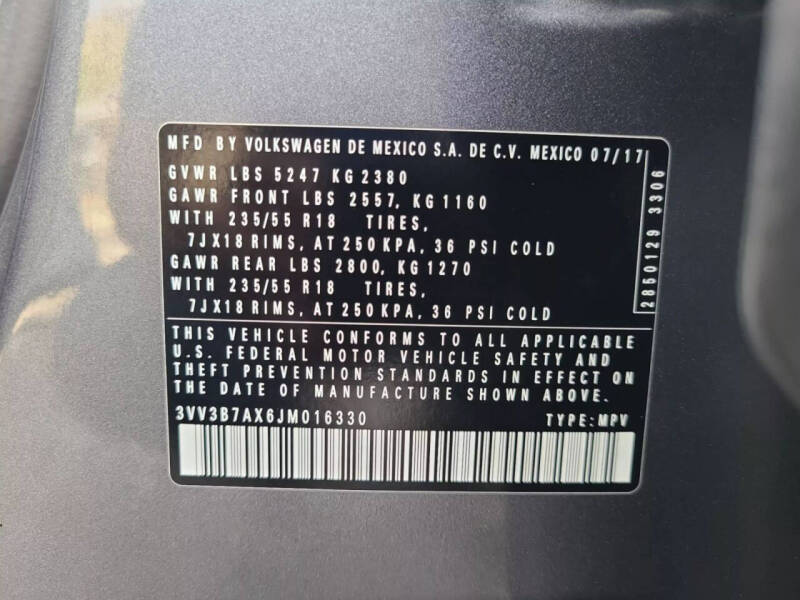 MFD BY VOLKSWAGEN DE MEXICO S.A. DE C.V. MEXICO 07/17
GVWR LBS 5247 KG 2380
GAWR FRONT LBS 2557, KG 1160
WITH 235/55 R18 TIRES,
7JX18 RIMS, AT 250 KPA, 36 PSI COLD
GAWR REAR LBS 2800, KG 1270
WITH 235/55 R18 TIRES,
7JX18 RIMS, AT 250 KPA, 36 PSI COLD
2850129 3306
THIS VEHICLE CONFORMS TO ALL APPLICABLE
U.S. FEDERAL MOTOR VEHICLE SAFETY AND
THEFT PREVENTION STANDARDS IN EFFECT ON
THE DATE OF MANUFACTURE SHOWN ABOVE.
3VV3B7AX6JM016330 TYPE: MPV